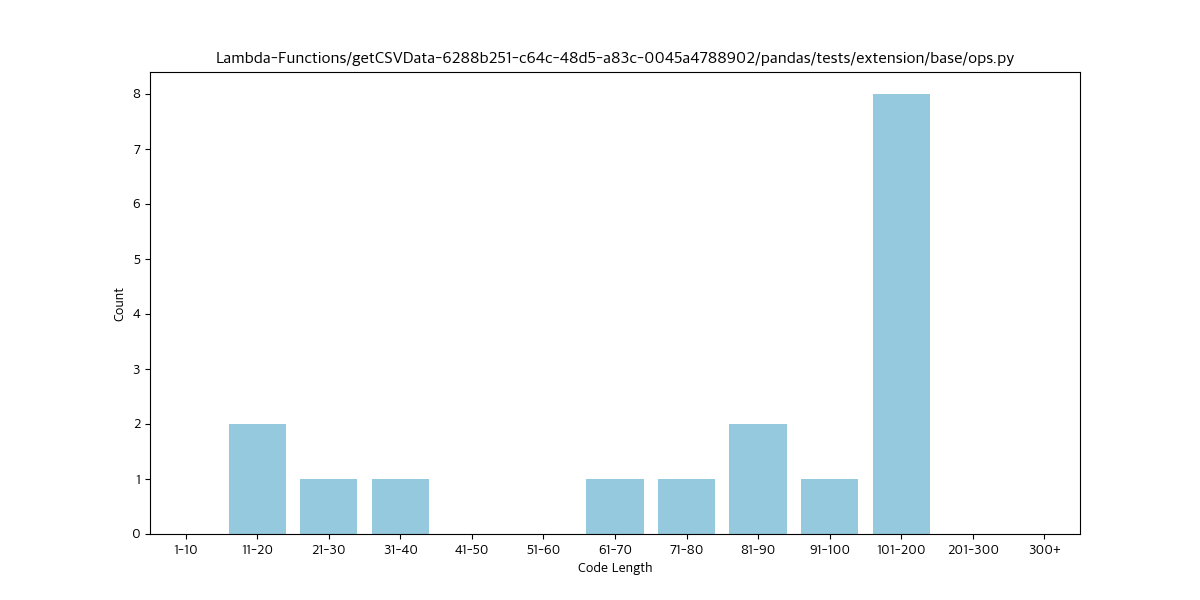 Lambda-Functions/getCSVData-6288b251-c64c-48d5-a83c-0045a4788902/pandas/tests/extension/base/ops.py
8
7
6
5
4
3
2
1
0
Count
1-10 11-20 21-30 31-40 41-50 51-60 61-70 71-80 81-90 91-100 101-200 201-300 300+
Code Length